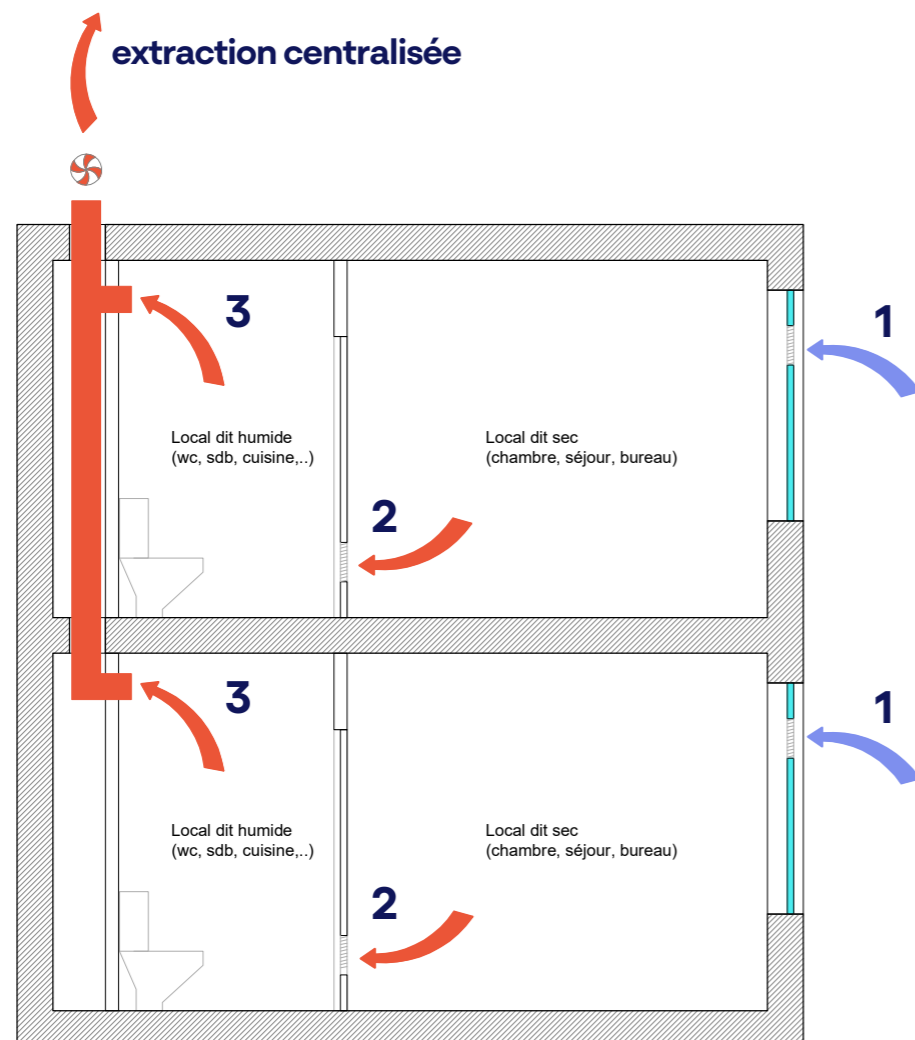 extraction centralisée
3
1
Local dit humide
(wc, sdb, cuisine,..)
Local dit sec
(chambre, séjour, bureau)
2
3
1
Local dit humide
(wc, sdb, cuisine,..)
Local dit sec
(chambre, séjour, bureau)
2